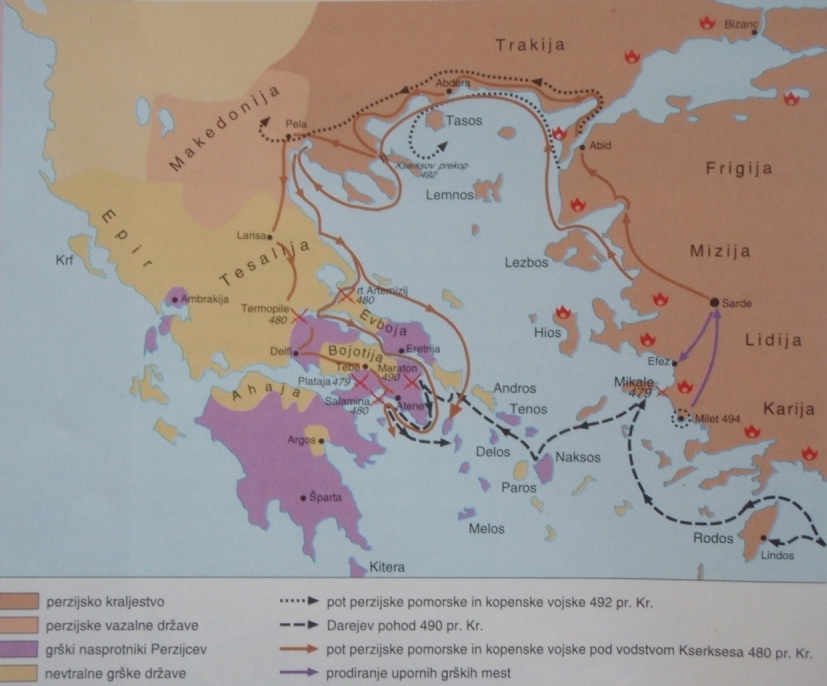 Bizanc
Trakija
Abdera
Makedonija
Pela
Tasos
Abid
Kserksov prekop
492
Frigija
Lemnos
Epir
Larisa
Tesalija
Mizija
Krf
Lezbos
rt Artemizij
480
Ambrakija
Sarde
Termopile
480
Evboja
Hios
Lidija
Delfi
Bojotija
Eretrija
Efez
Tebe
Maraton
490
Plataja 479
Mikale
479
Ahaja
Andros
Salamina
480
Atene
Tenos
Karija
Milet 494
Argos
Delos
Naksos
Paros
Šparta
Melos
Rodos
Lindos
Kitera
perzijsko kraljestvo
perzijske vazalne države
grški nasprotniki Perzijcev
nevtralne grške države
pot perzijske pomorske in kopenske vojske 492 pr. Kr.
Darejev pohod 490 pr. Kr.
pot perzijske pomorske in kopenske vojske pod vodstvom Kserksesa 480 pr. Kr.
prodiranje upornih grških mest